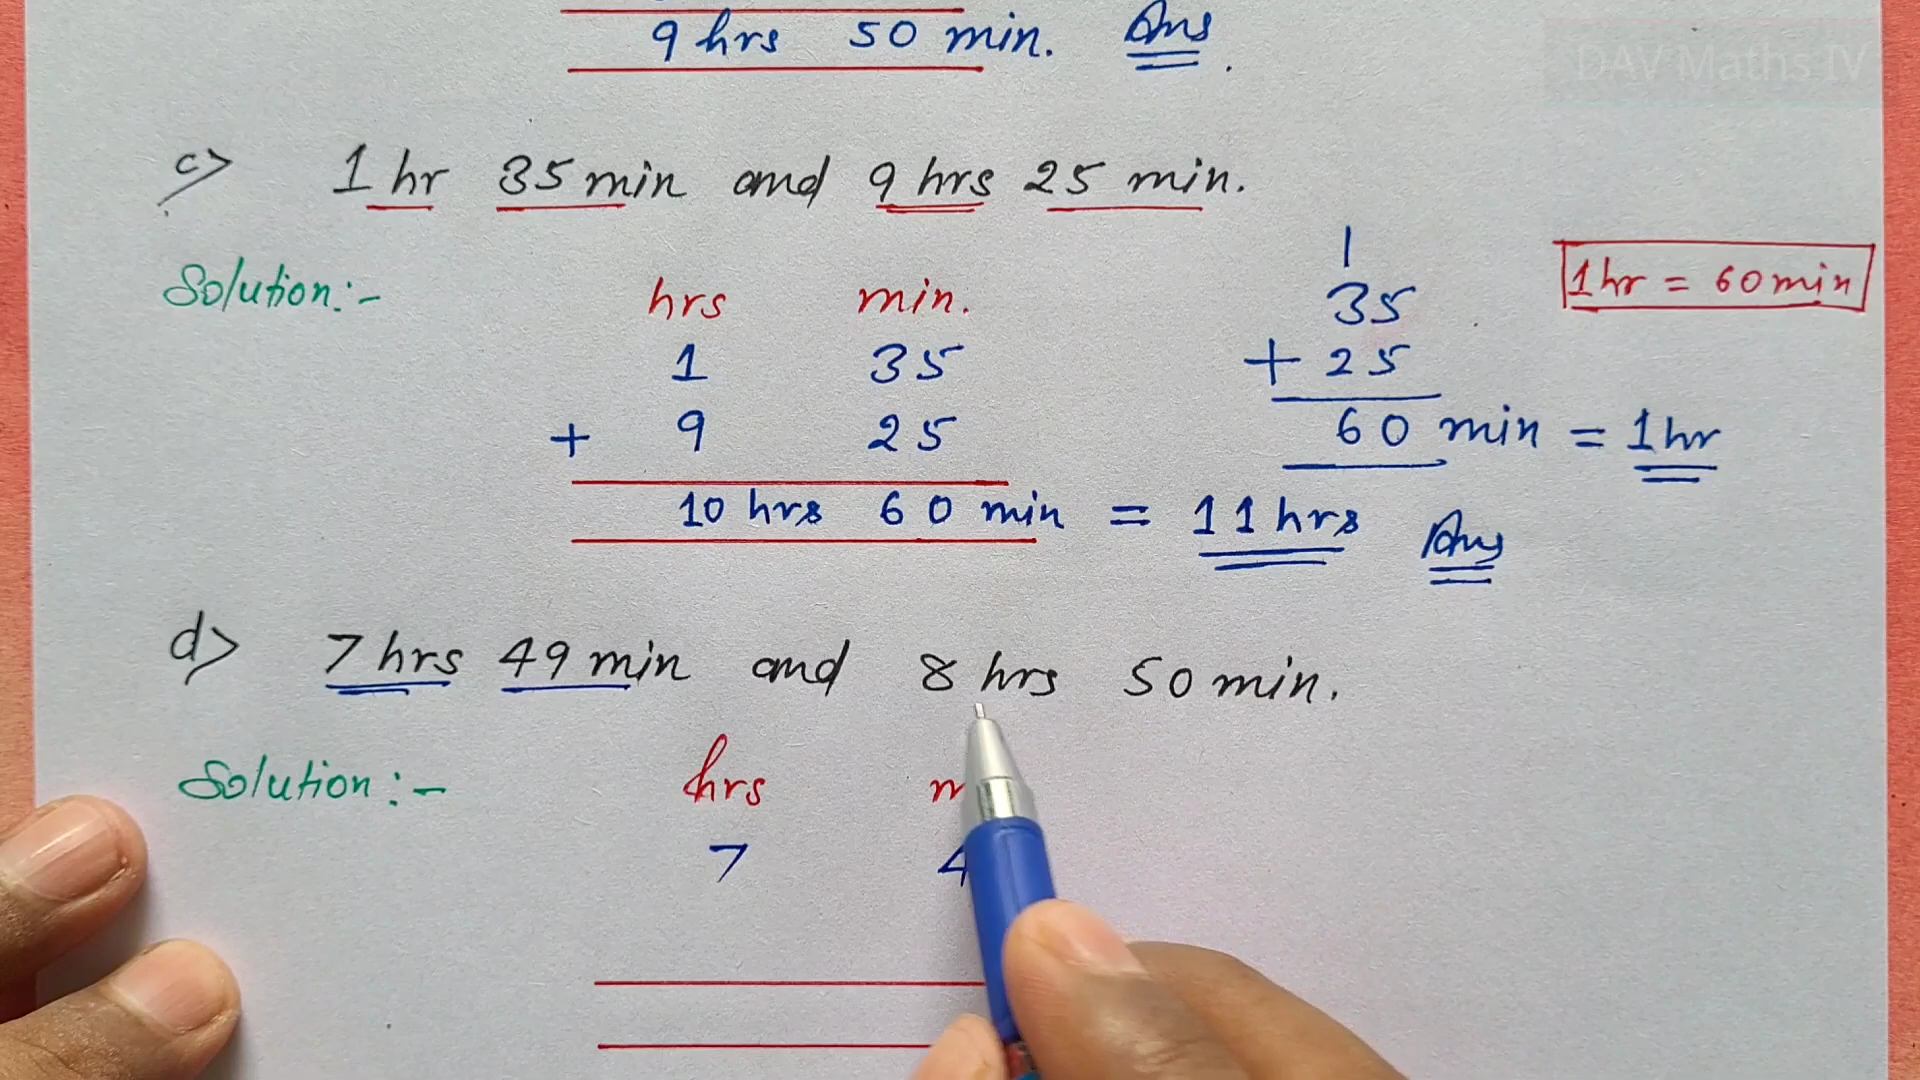 9 hrs 50 min. Ans
DAV Maths IV
c> 1 hr 35 min and 9 hrs 25 min.
Solution:- hrs min.
1 35
+ 9 25
10 hrs 60 min = 11 hrs Ans
1
35
+ 25
60 min = 1 hr
1 hr = 60 min
d> 7 hrs 49 min and 8 hrs 50 min.
Solution:- hrs
7 4